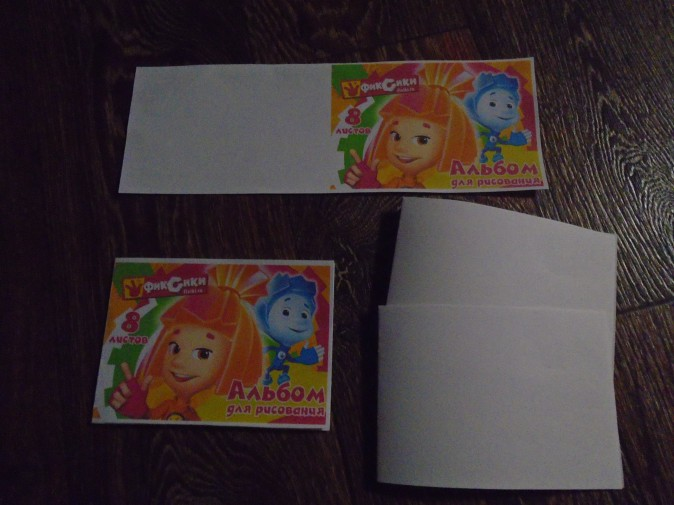 фиксики
8
листов
Альбом
для рисования
фиксики
8
листов
Альбом
для рисования